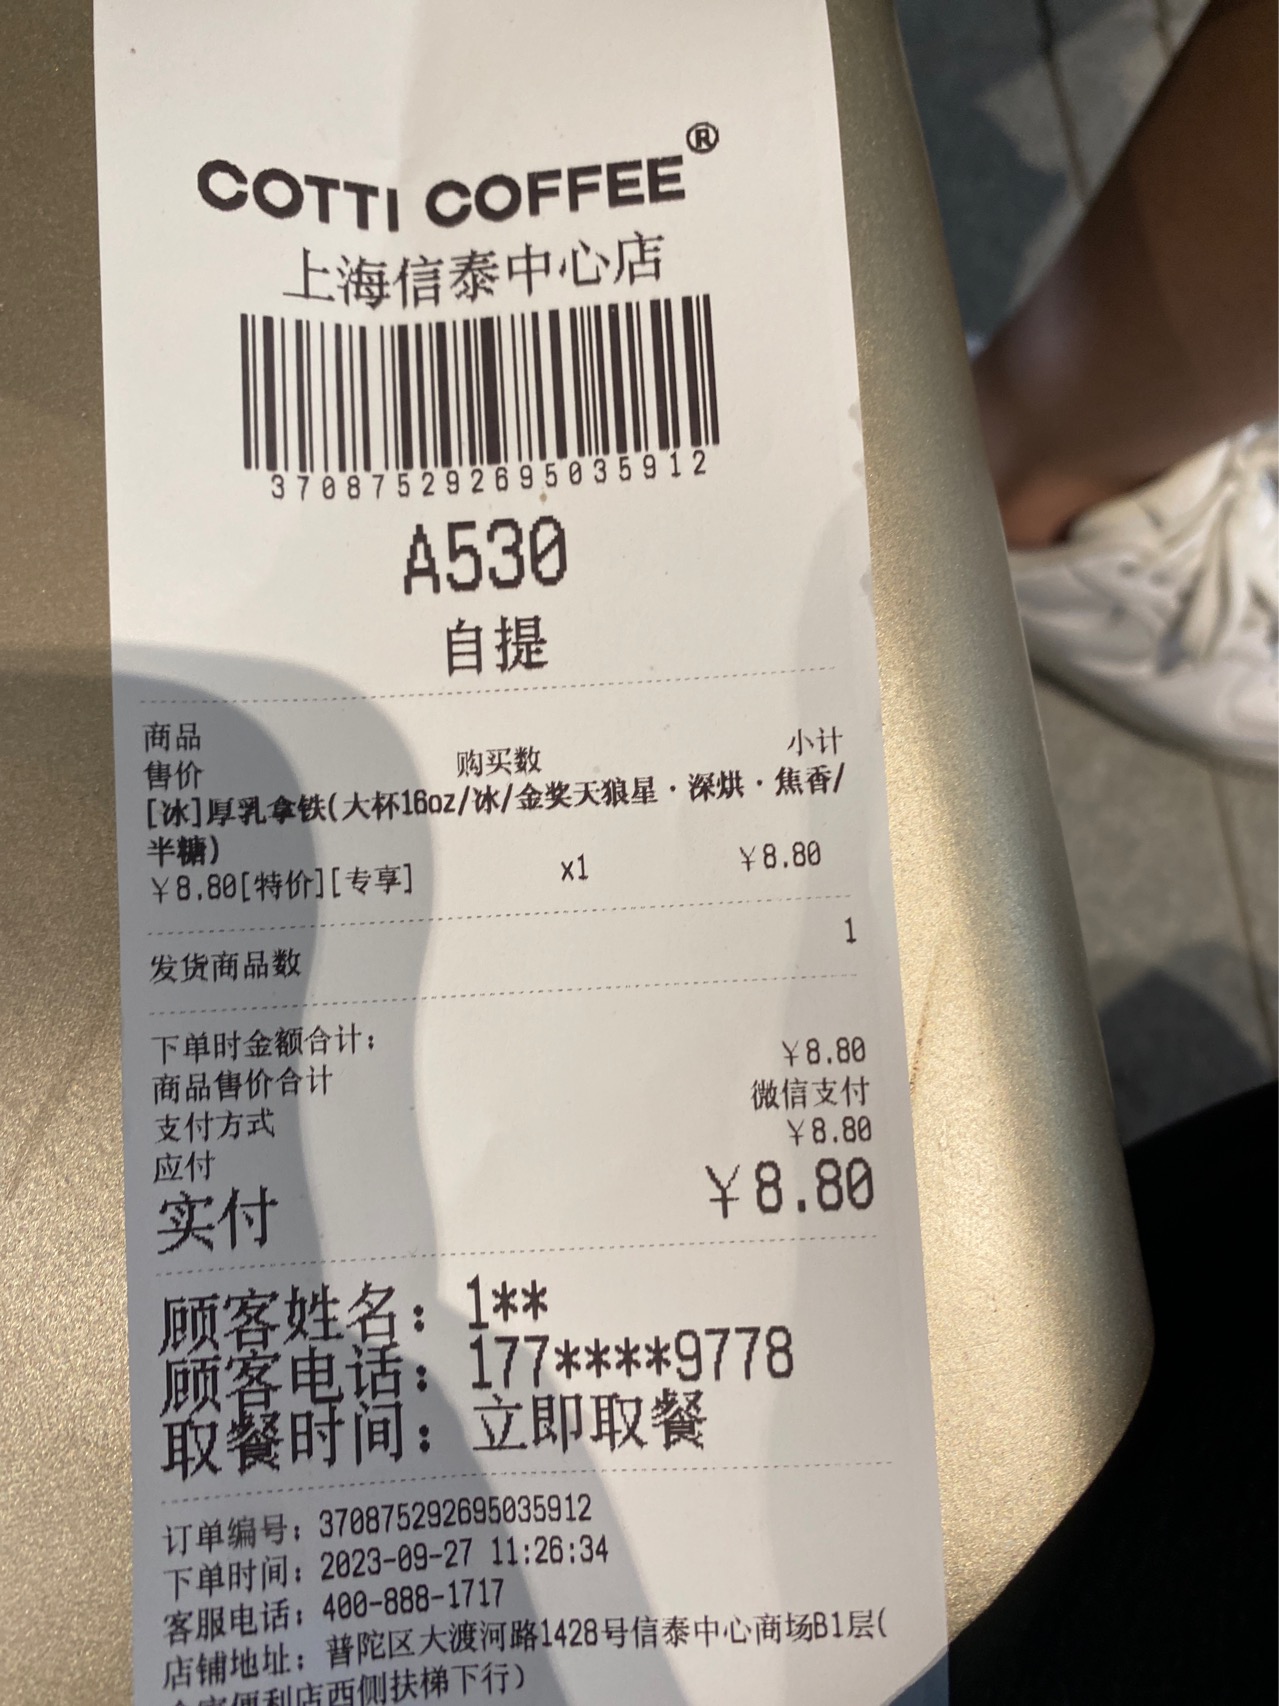 COTTI COFFEE®
上海信泰中心店
370875292695035912
A530
自提
商品
售价 购买数 小计
[冰]厚乳拿铁(大杯16oz/冰/金奖天狼星·深烘·焦香/
半糖)
￥8.80[特价][专享] x1 ￥8.80
发货商品数 1
下单时金额合计:
商品售价合计 ￥8.80
支付方式 微信支付
应付 ￥8.80
实付 ￥8.80
顾客姓名: 1**
顾客电话: 177****9778
取餐时间: 立即取餐
订单编号: 370875292695035912
下单时间: 2023-09-27 11:26:34
客服电话: 400-888-1717
店铺地址: 普陀区大渡河路1428号信泰中心商场B1层(
便利店西侧扶梯下行)